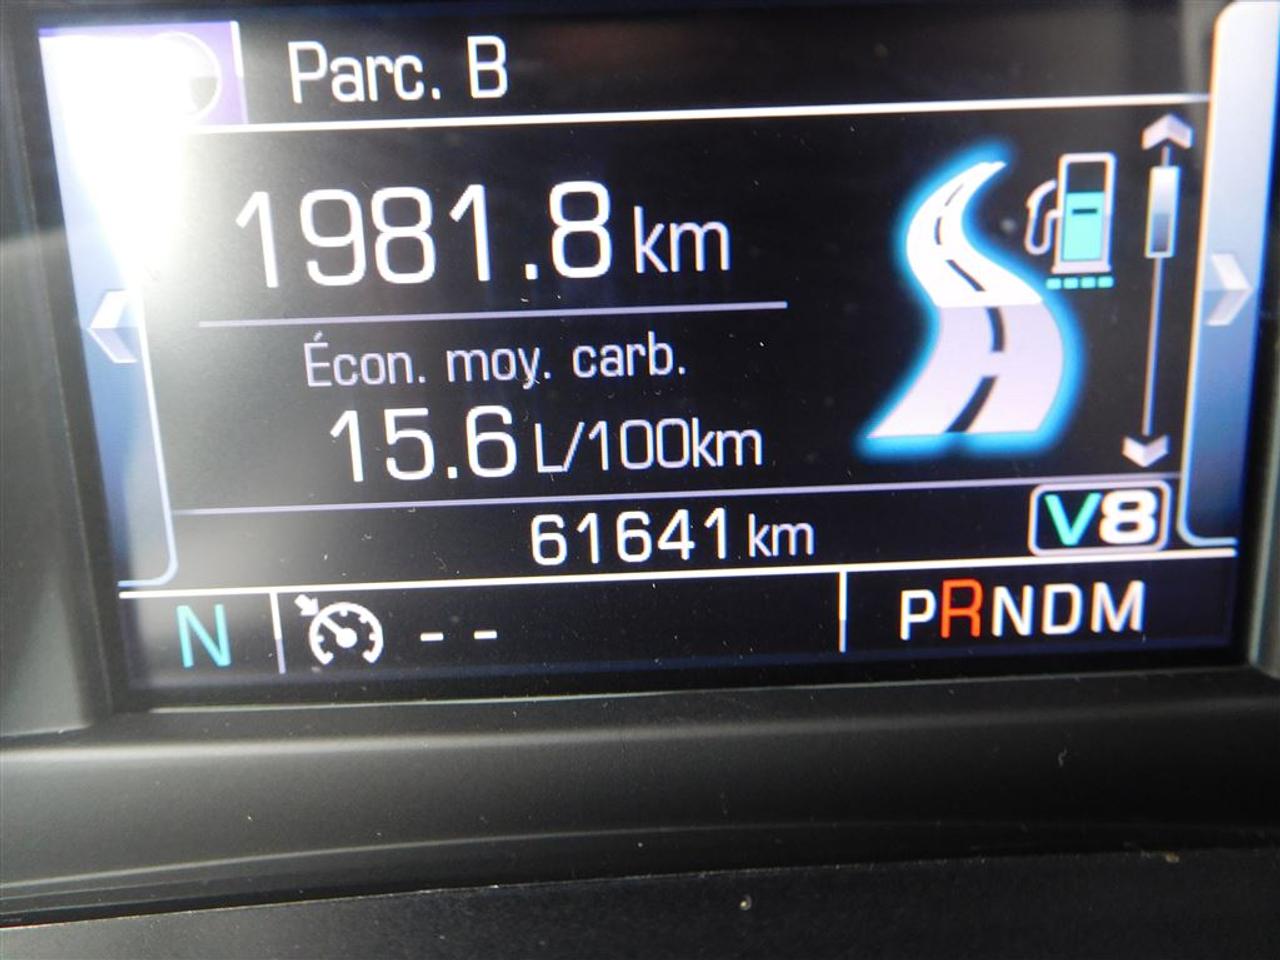 Parc. B
1981.8 km
Écon. moy. carb.
15.6 L/100km
61641 km
V8
N -- PRNDM